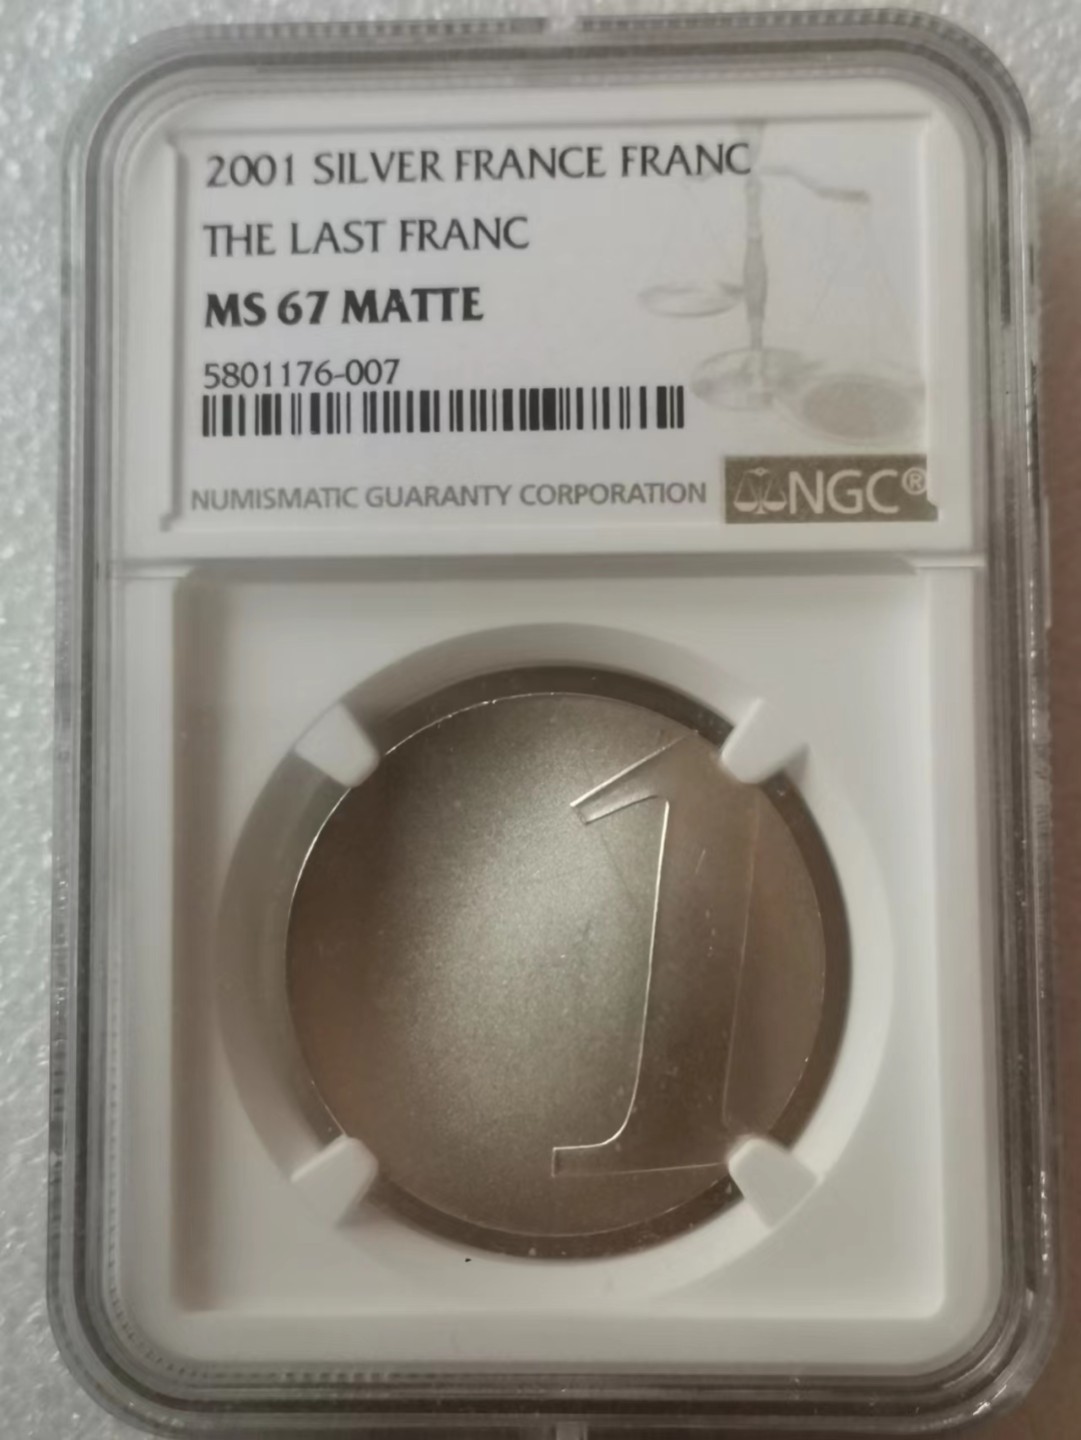 2001 SILVER FRANCE FRANC
THE LAST FRANC
MS 67 MATTE
5801176-007
NUMISMATIC GUARANTY CORPORATION
NGC®
1